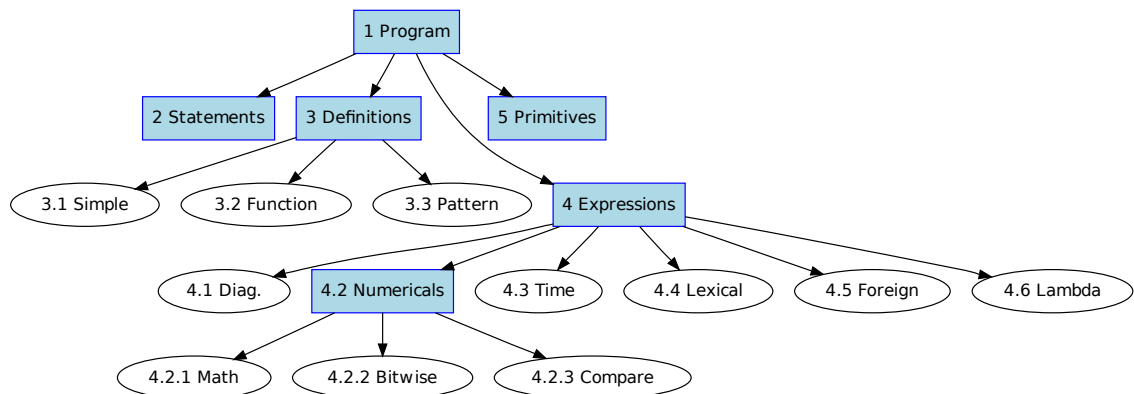 1 Program
2 Statements
3 Definitions
5 Primitives
3.1 Simple
3.2 Function
3.3 Pattern
4 Expressions
4.1 Diag.
4.2 Numericals
4.3 Time
4.4 Lexical
4.5 Foreign
4.6 Lambda
4.2.1 Math
4.2.2 Bitwise
4.2.3 Compare